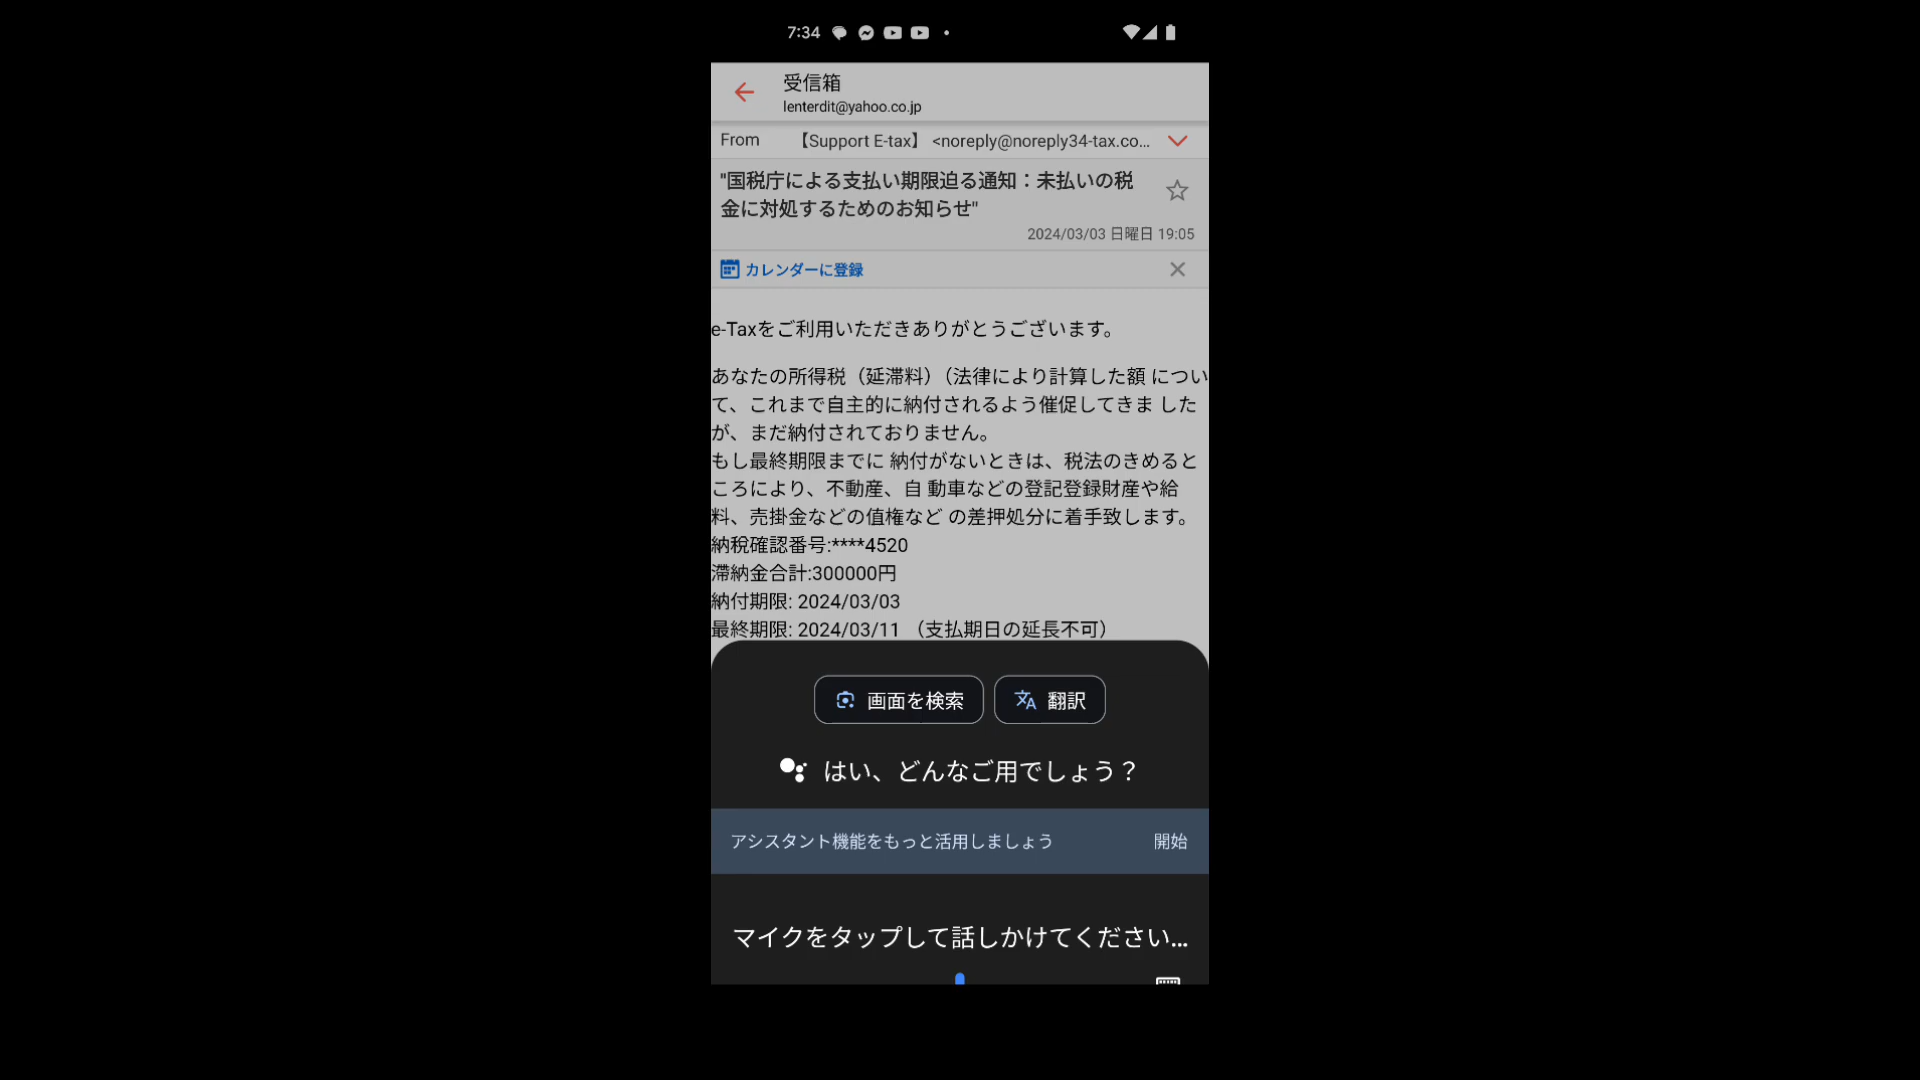 7:34
受信箱
lenterdit@yahoo.co.jp
From 【Support E-tax】 <noreply@noreply34-tax.co...
"国税庁による支払い期限迫る通知：未払いの税
金に対処するためのお知らせ"
2024/03/03 日曜日 19:05
カレンダーに登録
e-Taxをご利用いただきありがとうございます。
あなたの所得税（延滞料）（法律により計算した額 につい
て、これまで自主的に納付されるよう催促してきま した
が、まだ納付されておりません。
もし最終期限までに 納付がないときは、税法のきめると
ころにより、不動産、自 動車などの登記登録財産や給
料、売掛金などの值権など の差押処分に着手致します。
納税確認番号:****4520
滞納金合計:300000円
納付期限: 2024/03/03
最終期限: 2024/03/11 （支払期日の延長不可）
画面を検索 翻訳
はい、どんなご用でしょう？
アシスタント機能をもっと活用しましょう 開始
マイクをタップして話しかけてください...